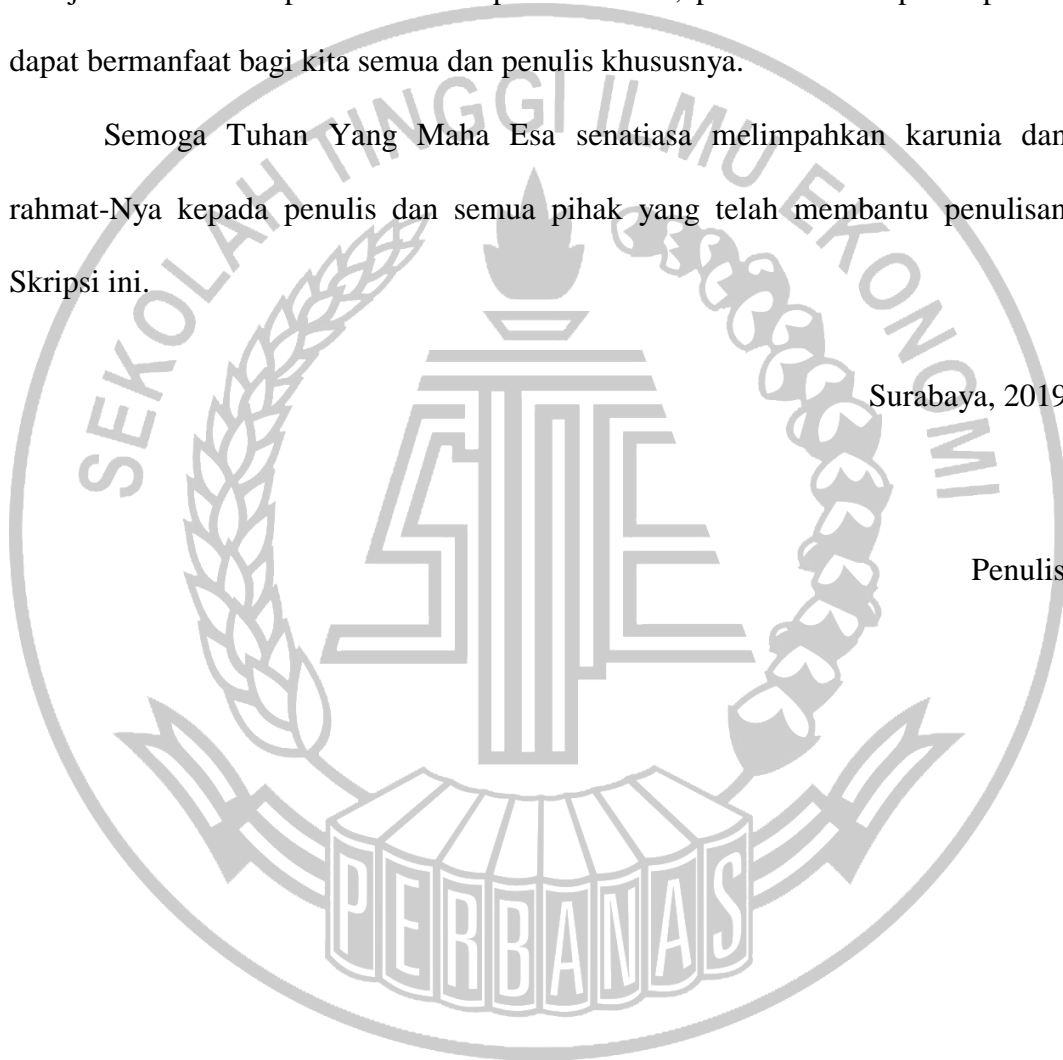 dapat bermanfaat bagi kita semua dan penulis khususnya.
Semoga Tuhan Yang Maha Esa senatiasa melimpahkan karunia dan
rahmat-Nya kepada penulis dan semua pihak yang telah membantu penulisan
Skripsi ini.
Surabaya, 2019
Penulis
SEKOLAH TINGGI ILMU EKONOMI
STIE
PERBANAS